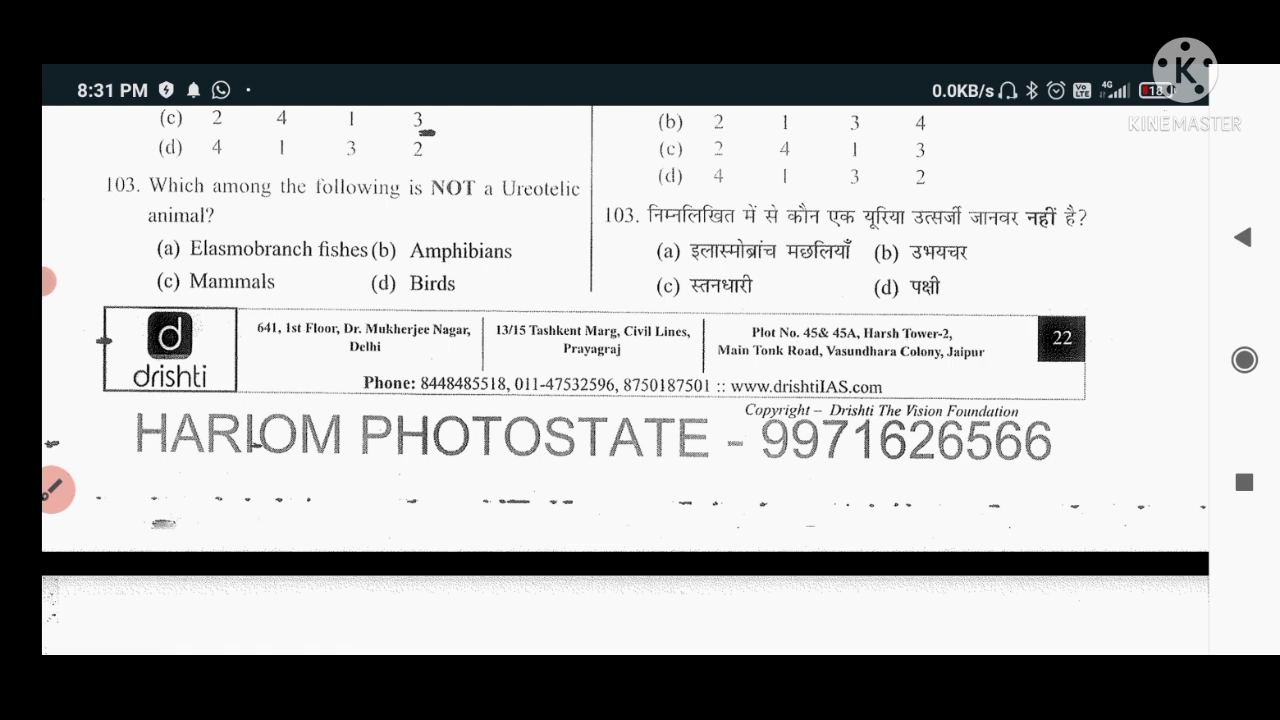 8:31 PM
0.0KB/s
Vo LTE
4G
18
K
KINEMASTER
(c) 2 4 1 3
(d) 4 1 3 2
103. Which among the following is NOT a Ureotelic
animal?
(a) Elasmobranch fishes (b) Amphibians
(c) Mammals (d) Birds
(b) 2 1 3 4
(c) 2 4 1 3
(d) 4 1 3 2
103. निम्नलिखित में से कौन एक यूरिया उत्सर्जी जानवर नहीं है?
(a) इलास्मोब्रांच मछलियाँ (b) उभयचर
(c) स्तनधारी (d) पक्षी
d
drishti
641, 1st Floor, Dr. Mukherjee Nagar,
Delhi
13/15 Tashkent Marg, Civil Lines,
Prayagraj
Plot No. 45& 45A, Harsh Tower-2,
Main Tonk Road, Vasundhara Colony, Jaipur
22
Phone: 8448485518, 011-47532596, 8750187501 :: www.drishtiIAS.com
Copyright – Drishti The Vision Foundation
HARIOM PHOTOSTATE - 9971626566